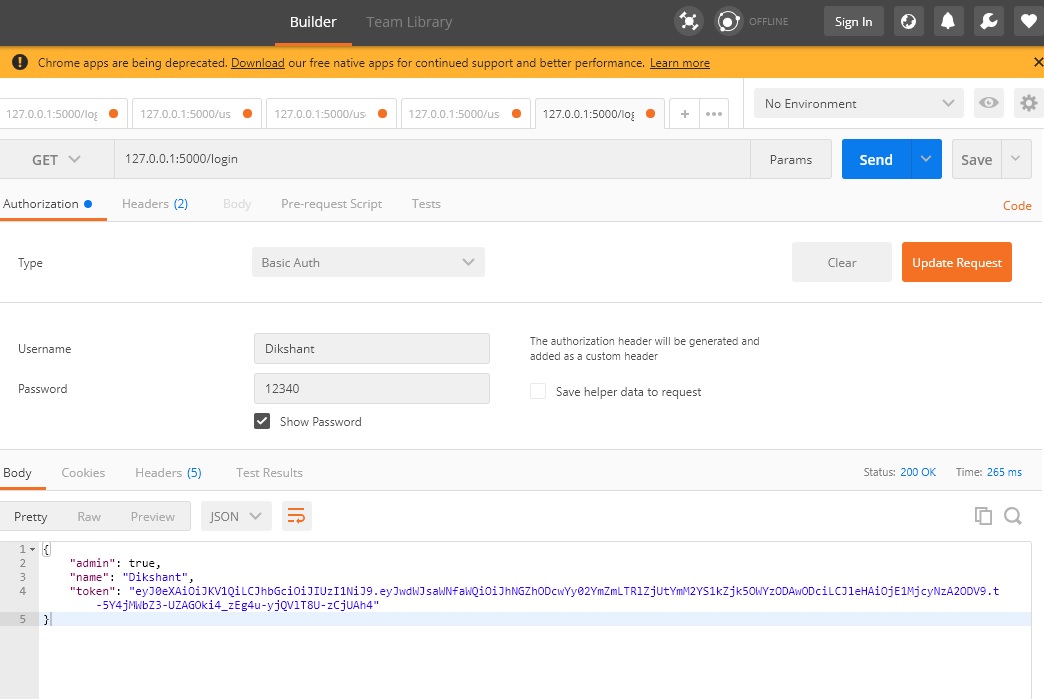 Builder Team Library OFFLINE Sign In
Chrome apps are being deprecated. Download our free native apps for continued support and better performance. Learn more
127.0.0.1:5000/log 127.0.0.1:5000/us 127.0.0.1:5000/us 127.0.0.1:5000/us 127.0.0.1:5000/log + ••• No Environment
GET 127.0.0.1:5000/login Params Send Save
Authorization Headers (2) Body Pre-request Script Tests Code
Type Basic Auth Clear Update Request
Username Dikshant The authorization header will be generated and
added as a custom header
Password 12340 Save helper data to request
Show Password
Body Cookies Headers (5) Test Results Status: 200 OK Time: 265 ms
Pretty Raw Preview JSON
1 {
2 "admin": true,
3 "name": "Dikshant",
4 "token": "eyJ0eXAiOiJKV1QiLCJhbGciOiJIUzI1NiJ9.eyJwdWJsaWNfaWQiOiJhNGZhODcwYy02YmZmLTRlZjUtYmM2YS1kZjk5OWYzODAwODciLCJleHAiOjE1MjcyNzA2ODV9.t
-5Y4jMWbZ3-UZAGOki4_zEg4u-yjQVlT8U-zCjUAh4"
5 }